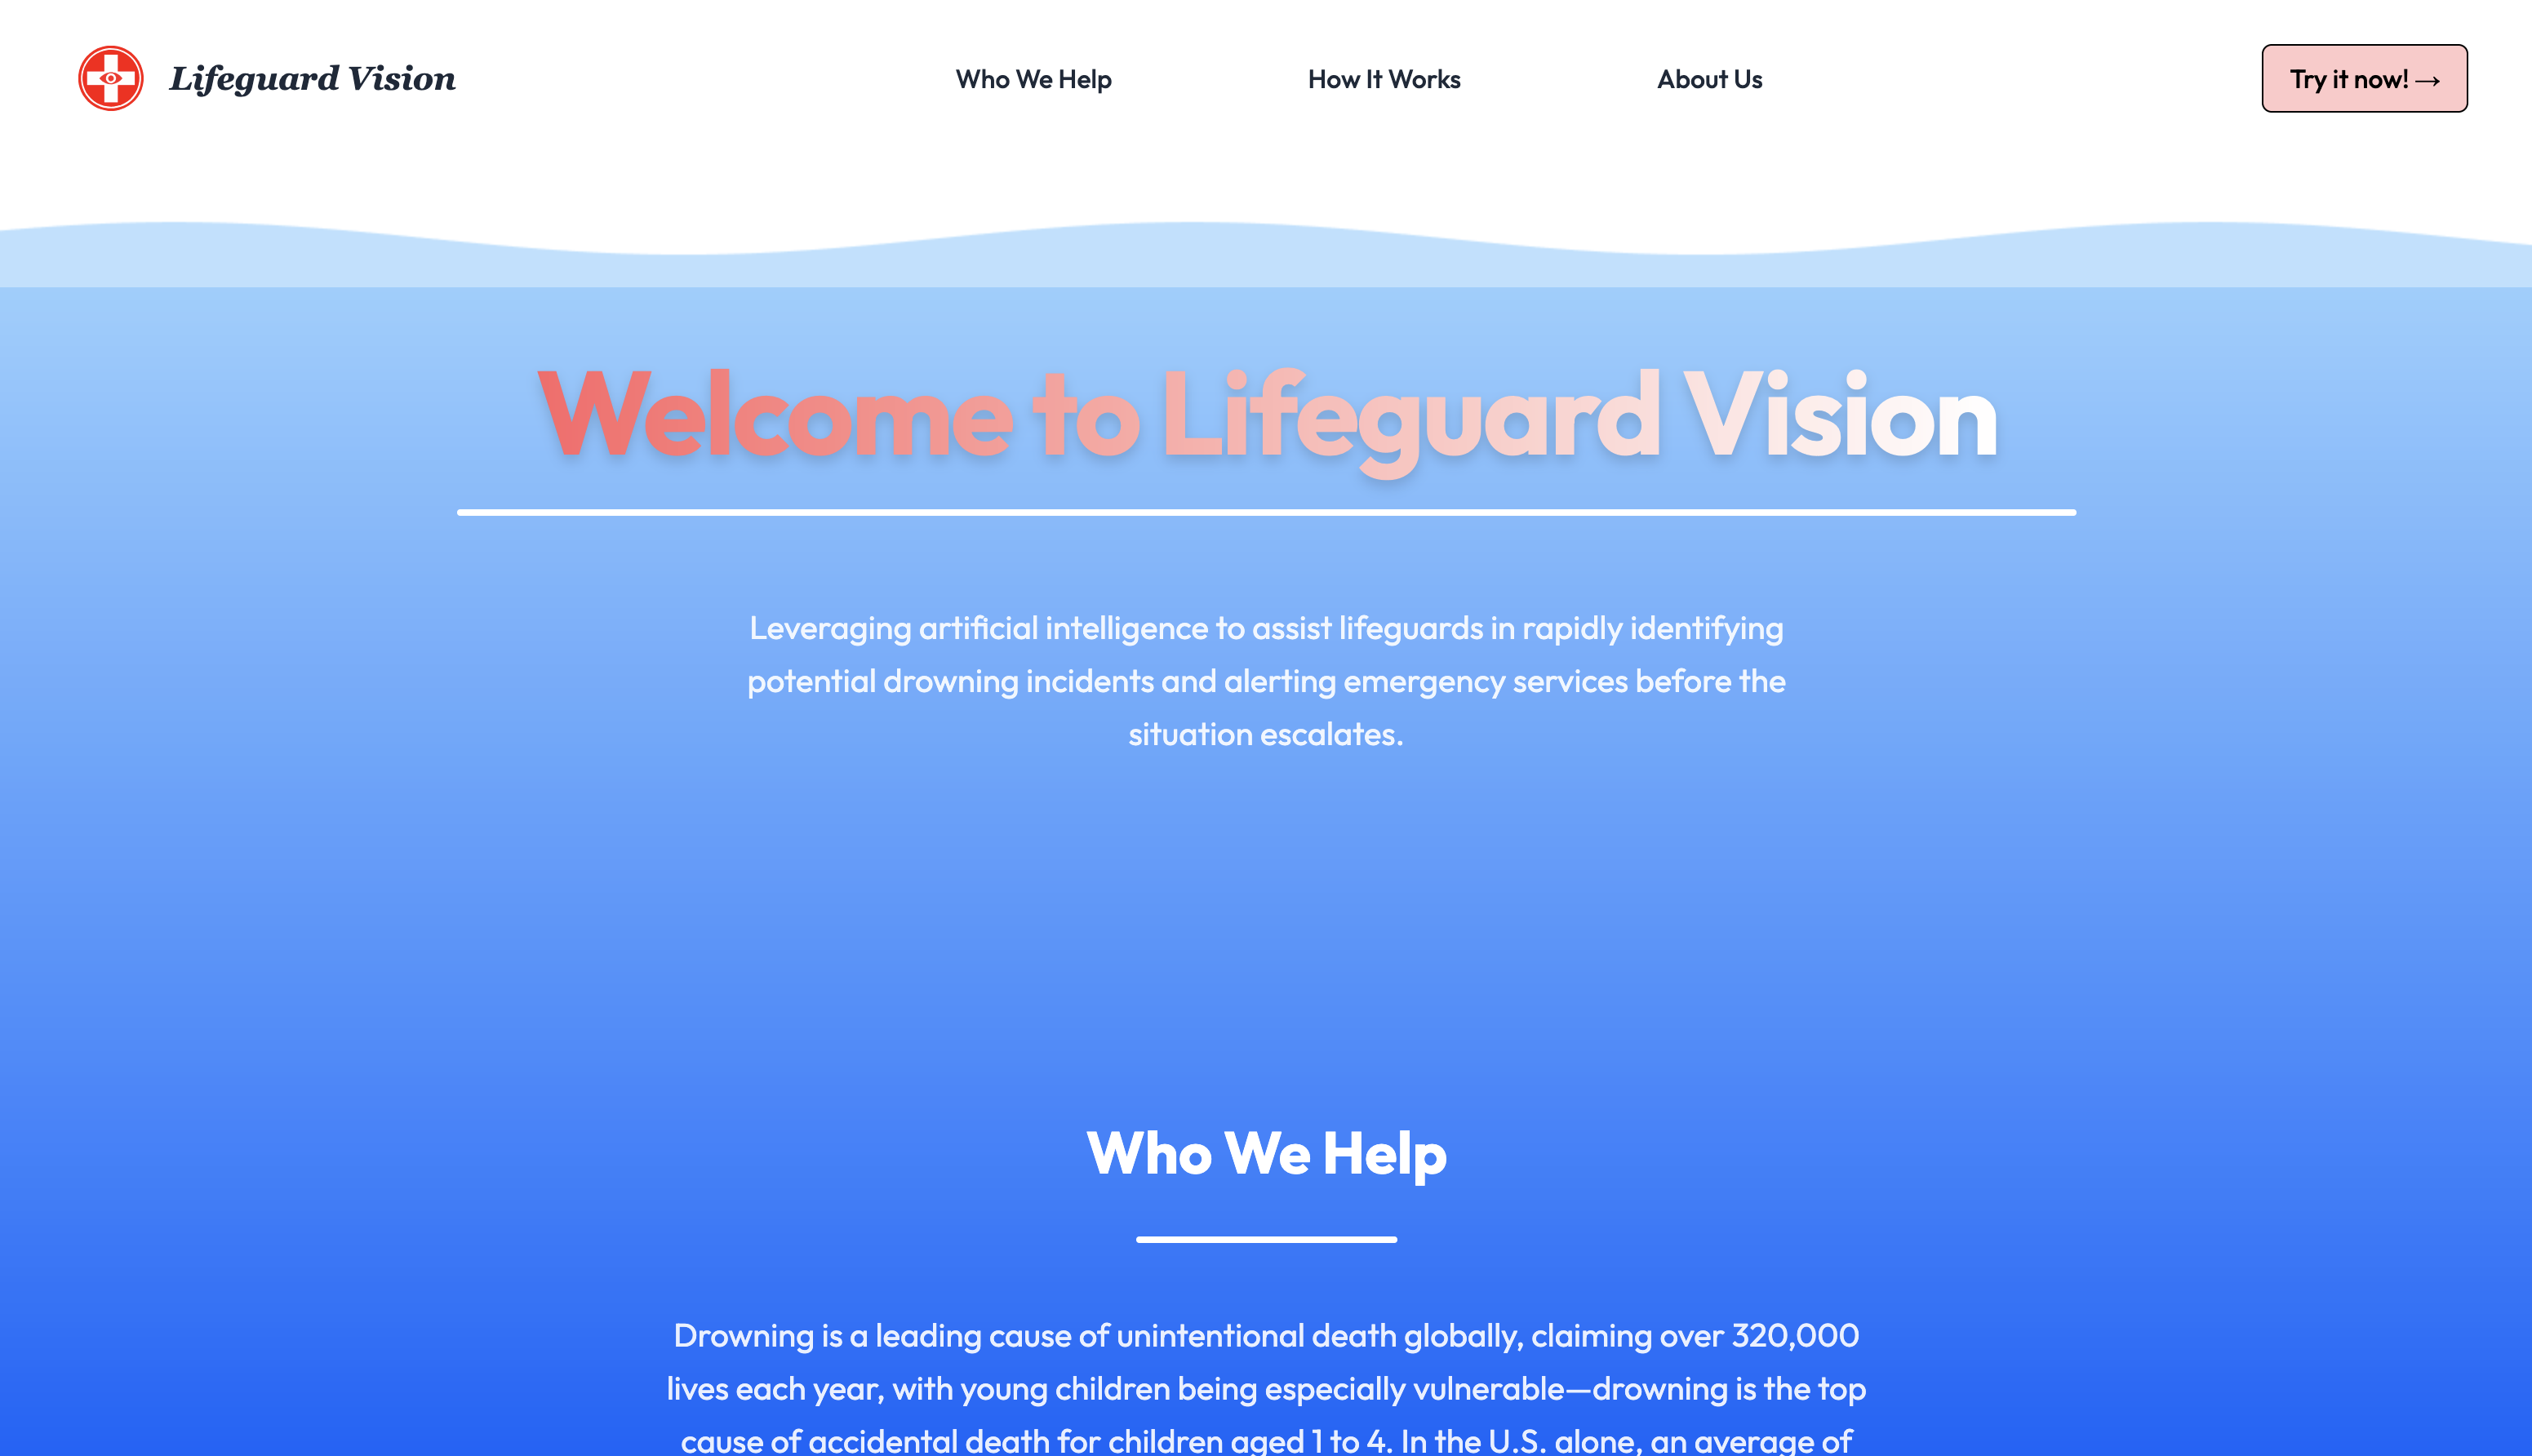 Lifeguard Vision
Who We Help
How It Works
About Us
Try it now! →
Welcome to Lifeguard Vision
Leveraging artificial intelligence to assist lifeguards in rapidly identifying
potential drowning incidents and alerting emergency services before the
situation escalates.
Who We Help
Drowning is a leading cause of unintentional death globally, claiming over 320,000
lives each year, with young children being especially vulnerable—drowning is the top
cause of accidental death for children aged 1 to 4. In the U.S. alone, an average of